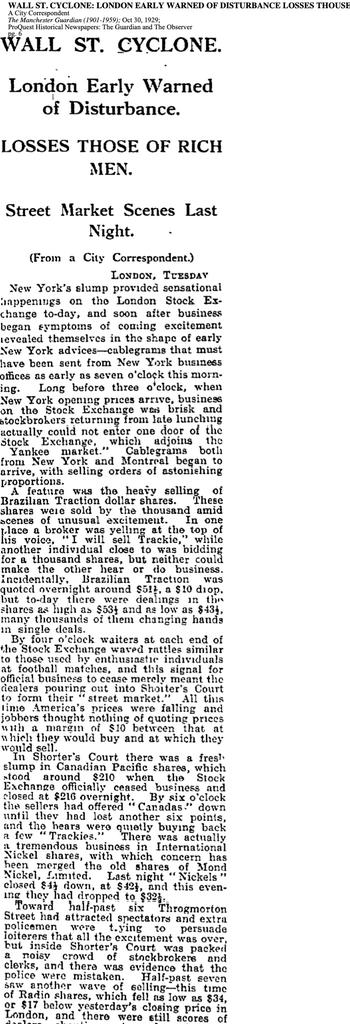 WALL ST. CYCLONE: LONDON EARLY WARNED OF DISTURBANCE LOSSES THOSE
A City Correspondent
The Manchester Guardian (1901-1959); Oct 30, 1929;
ProQuest Historical Newspapers: The Guardian and The Observer
pg. 6
WALL ST. CYCLONE.
London Early Warned
of Disturbance.
LOSSES THOSE OF RICH
MEN.
Street Market Scenes Last
Night.
(From a City Correspondent.)
LONDON, TUESDAY
New York's slump provided sensational
happenings on the London Stock Ex-
change to-day, and soon after business
began symptoms of coming excitement
revealed themselves in the shape of early
New York advices—cablegrams that must
have been sent from New York business
offices as early as seven o'clock this morn-
ing. Long before three o'clock, when
New York opening prices arrive, business
on the Stock Exchange was brisk and
stockbrokers returning from late lunching
actually could not enter one door of the
Stock Exchange, which adjoins the
"Yankee market." Cablegrams both
from New York and Montreal began to
arrive, with selling orders of astonishing
proportions.
A feature was the heavy selling of
Brazilian Traction dollar shares. These
shares were sold by the thousand amid
scenes of unusual excitement. In one
place a broker was yelling at the top of
his voice, "I will sell Trackie," while
another individual close to was bidding
for a thousand shares, but neither could
make the other hear or do business.
Incidentally, Brazilian Traction was
quoted overnight around $51½, a $10 drop,
but to-day there were dealings in the
shares as high as $53½ and as low as $43½,
many thousands of them changing hands
in single deals.
By four o'clock waiters at each end of
the Stock Exchange waved rattles similar
to those used by enthusiastic individuals
at football matches, and this signal for
official business to cease merely meant the
dealers pouring out into Shorter's Court
to form their "street market." All this
time America's prices were falling and
jobbers thought nothing of quoting prices
with a margin of $10 between that at
which they would buy and at which they
would sell.
In Shorter's Court there was a fresh
slump in Canadian Pacific shares, which
stood around $210 when the Stock
Exchange officially ceased business and
closed at $216 overnight. By six o'clock
the sellers had offered "Canadas" down
until they had lost another six points,
and the bears were quietly buying back
a few "Trackies." There was actually
a tremendous business in International
Nickel shares, with which concern has
been merged the old shares of Mond
Nickel, Limited. Last night "Nickels"
closed $4½ down, at $42½, and this even-
ing they had dropped to $32½.
Toward half-past six Throgmorton
Street had attracted spectators and extra
policemen were trying to persuade
loiterers that all the excitement was over,
but inside Shorter's Court was packed
a noisy crowd of stockbrokers and
clerks, and there was evidence that the
police were mistaken. Half-past seven
saw another wave of selling—this time
of Radio shares, which fell as low as $34,
or $17 below yesterday's closing price in
London, and there were still scores of